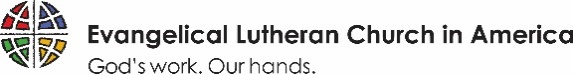 Evangelical Lutheran Church in America
God's work. Our hands.